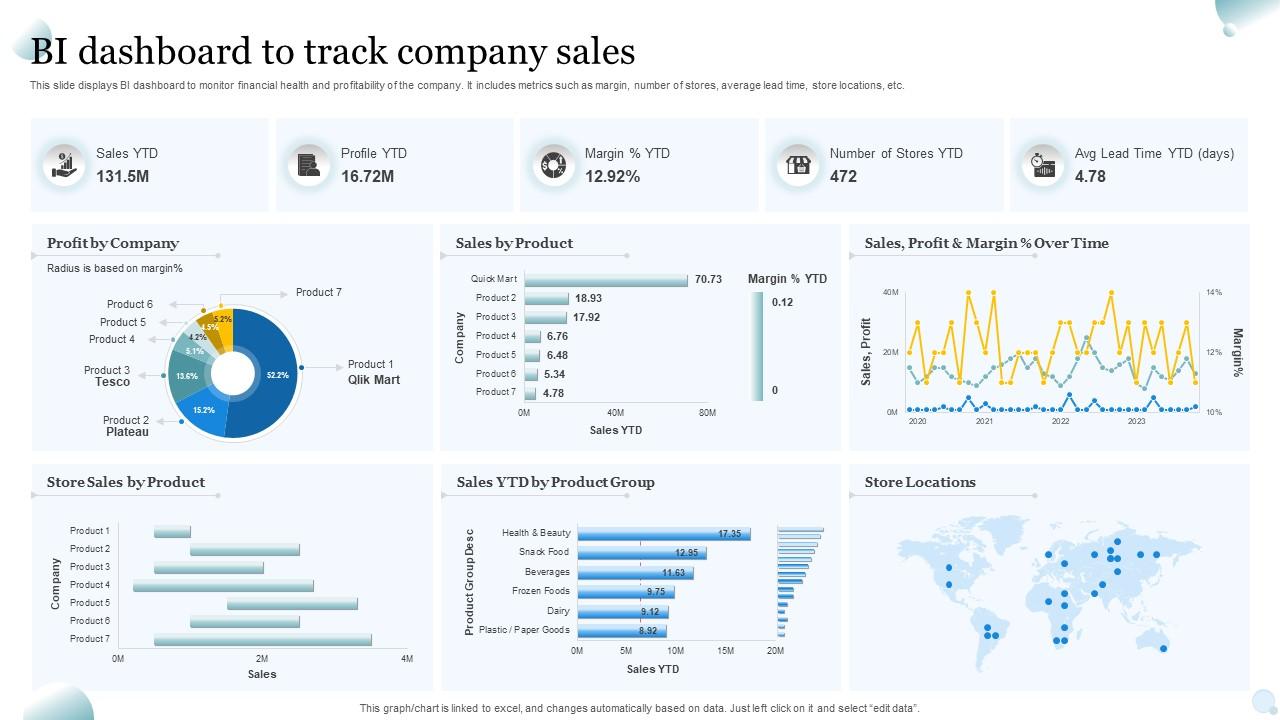 BI dashboard to track company sales
This slide displays BI dashboard to monitor financial health and profitability of the company. It includes metrics such as margin, number of stores, average lead time, store locations, etc.
Sales YTD
131.5M
Profile YTD
16.72M
Margin % YTD
12.92%
Number of Stores YTD
472
Avg Lead Time YTD (days)
4.78
Profit by Company
Radius is based on margin%
Product 7
Product 6
Product 5
Product 4
Product 3
Tesco
Product 2
Plateau
Product 1
Qlik Mart
5.2%
4.5%
4.2%
5.1%
13.6%
15.2%
52.2%
Sales by Product
Company
Quick Mart 70.73
Product 2 18.93
Product 3 17.92
Product 4 6.76
Product 5 6.48
Product 6 5.34
Product 7 4.78
0M 40M 80M
Sales YTD
Margin % YTD
0.12
0
Sales, Profit & Margin % Over Time
Sales, Profit
40M
20M
0M
14%
12%
10%
Margin%
2020 2021 2022 2023
Store Sales by Product
Company
Product 1
Product 2
Product 3
Product 4
Product 5
Product 6
Product 7
0M 2M 4M
Sales
Sales YTD by Product Group
Product Group Desc
Health & Beauty 17.35
Snack Food 12.95
Beverages 11.63
Frozen Foods 9.75
Dairy 9.12
Plastic / Paper Goods 8.92
0M 5M 10M 15M 20M
Sales YTD
Store Locations
This graph/chart is linked to excel, and changes automatically based on data. Just left click on it and select “edit data”.